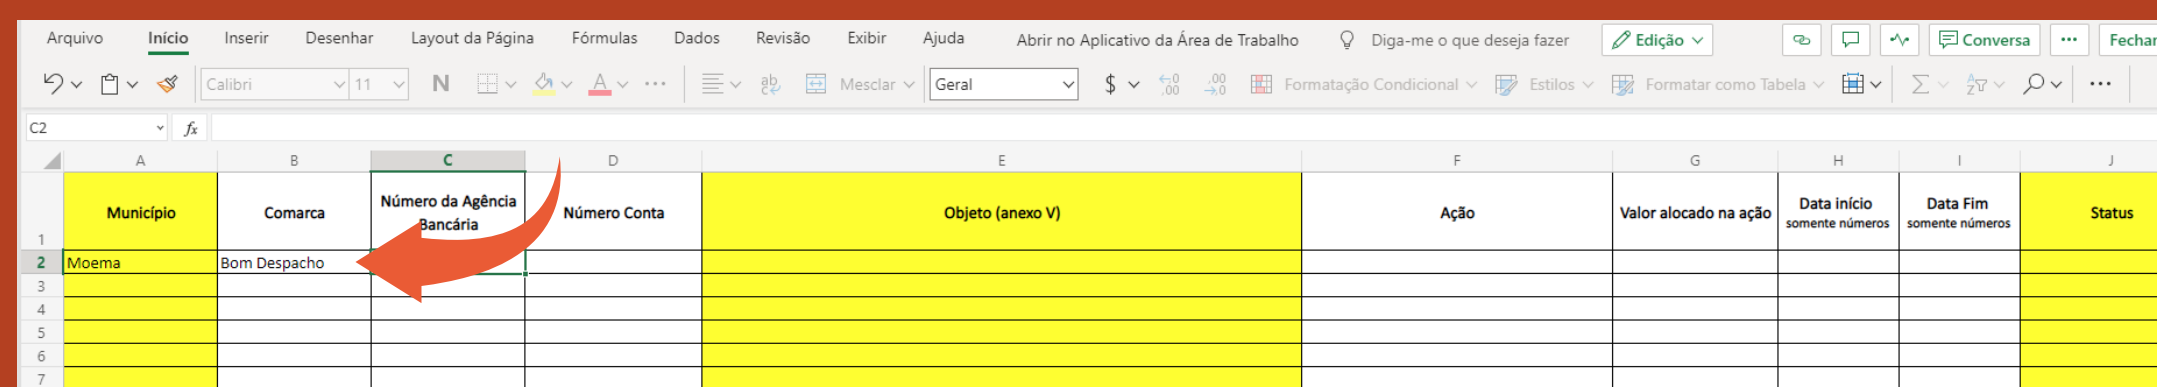 Arquivo Início Inserir Desenhar Layout da Página Fórmulas Dados Revisão Exibir Ajuda Abrir no Aplicativo da Área de Trabalho Diga-me o que deseja fazer Edição Conversa ... Fechar
Calibri 11 N A ... ab Mesclar Geral $ ,00 ,00 Formatação Condicional Estilos Formatar como Tabela Σ ...
C2 fx
A B C D E F G H I J
1 Município Comarca Número da Agência Bancária Número Conta Objeto (anexo V) Ação Valor alocado na ação Data início somente números Data Fim somente números Status
2 Moema Bom Despacho
3
4
5
6
7